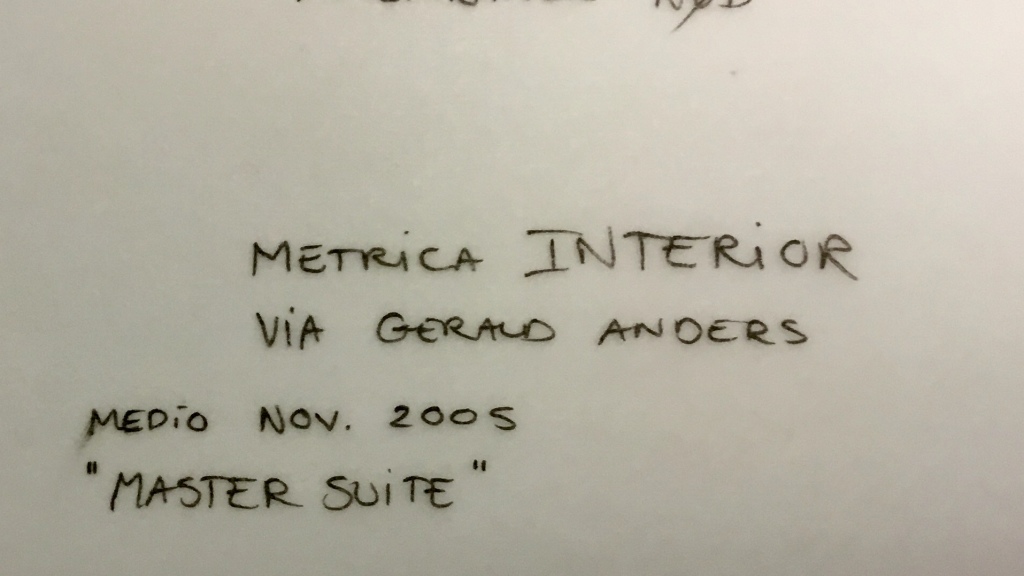 METRICA INTERIOR
VIA GERALD ANDERS
MEDIO NOV. 2005
"MASTER SUITE"